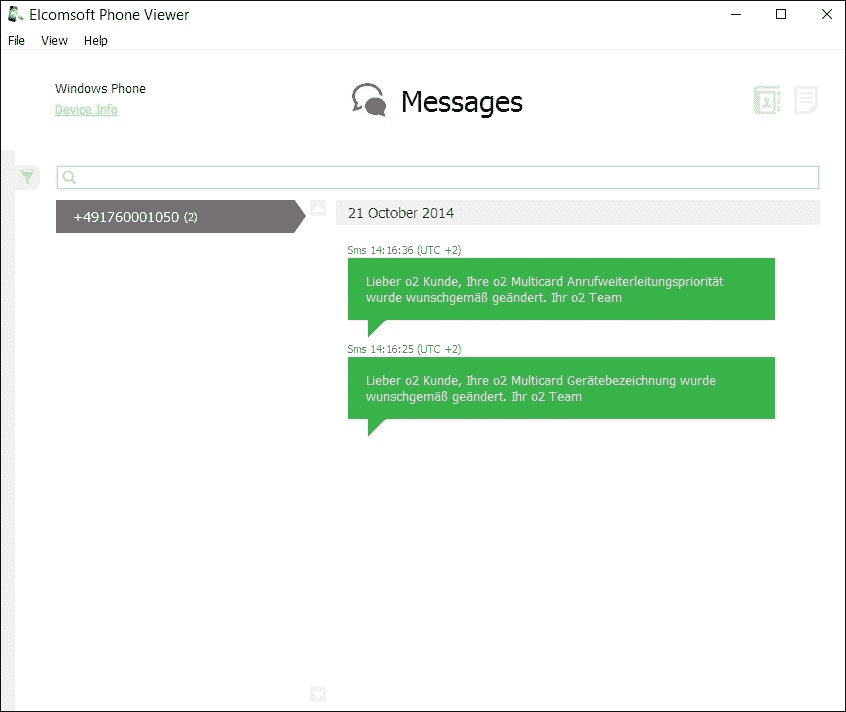 Elcomsoft Phone Viewer
File View Help
Windows Phone
Device Info
Messages
+491760001050 (2)
21 October 2014
Sms 14:16:36 (UTC +2)
Lieber o2 Kunde, Ihre o2 Multicard Anrufweiterleitungspriorität
wurde wunschgemäß geändert. Ihr o2 Team
Sms 14:16:25 (UTC +2)
Lieber o2 Kunde, Ihre o2 Multicard Gerätebezeichnung wurde
wunschgemäß geändert. Ihr o2 Team